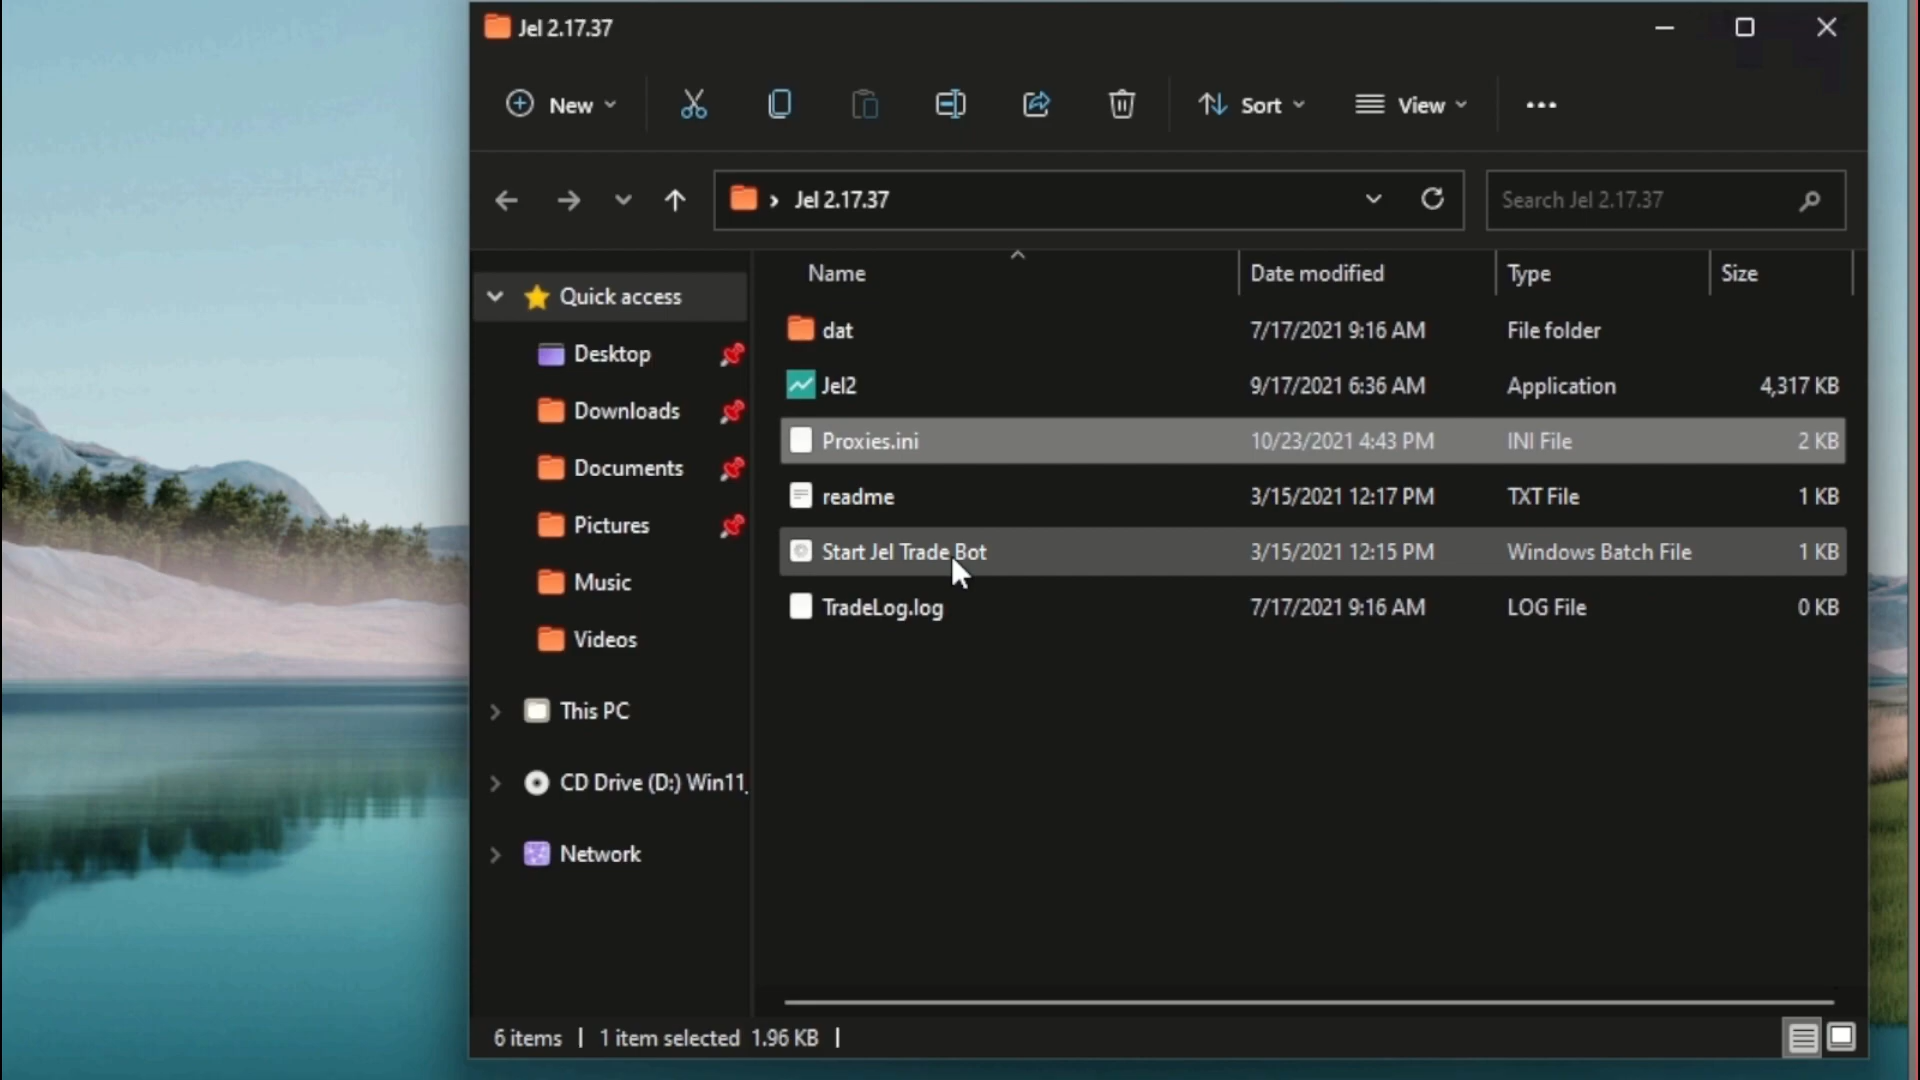 Jel 2.17.37
New
Sort
View
Jel 2.17.37
Search Jel 2.17.37
Name Date modified Type Size
Quick access
Desktop
Downloads
Documents
Pictures
Music
Videos
This PC
CD Drive (D:) Win11_
Network
dat 7/17/2021 9:16 AM File folder
Jel2 9/17/2021 6:36 AM Application 4,317 KB
Proxies.ini 10/23/2021 4:43 PM INI File 2 KB
readme 3/15/2021 12:17 PM TXT File 1 KB
Start Jel Trade Bot 3/15/2021 12:15 PM Windows Batch File 1 KB
TradeLog.log 7/17/2021 9:16 AM LOG File 0 KB
6 items | 1 item selected 1.96 KB |